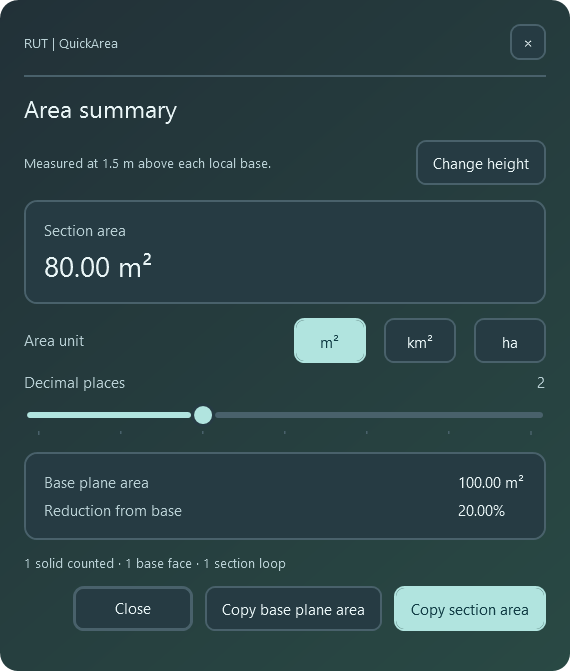 RUT | QuickArea
×
Area summary
Measured at 1.5 m above each local base.
Change height
Section area
80.00 m²
Area unit
m²
km²
ha
Decimal places
2
Base plane area
100.00 m²
Reduction from base
20.00%
1 solid counted · 1 base face · 1 section loop
Close
Copy base plane area
Copy section area